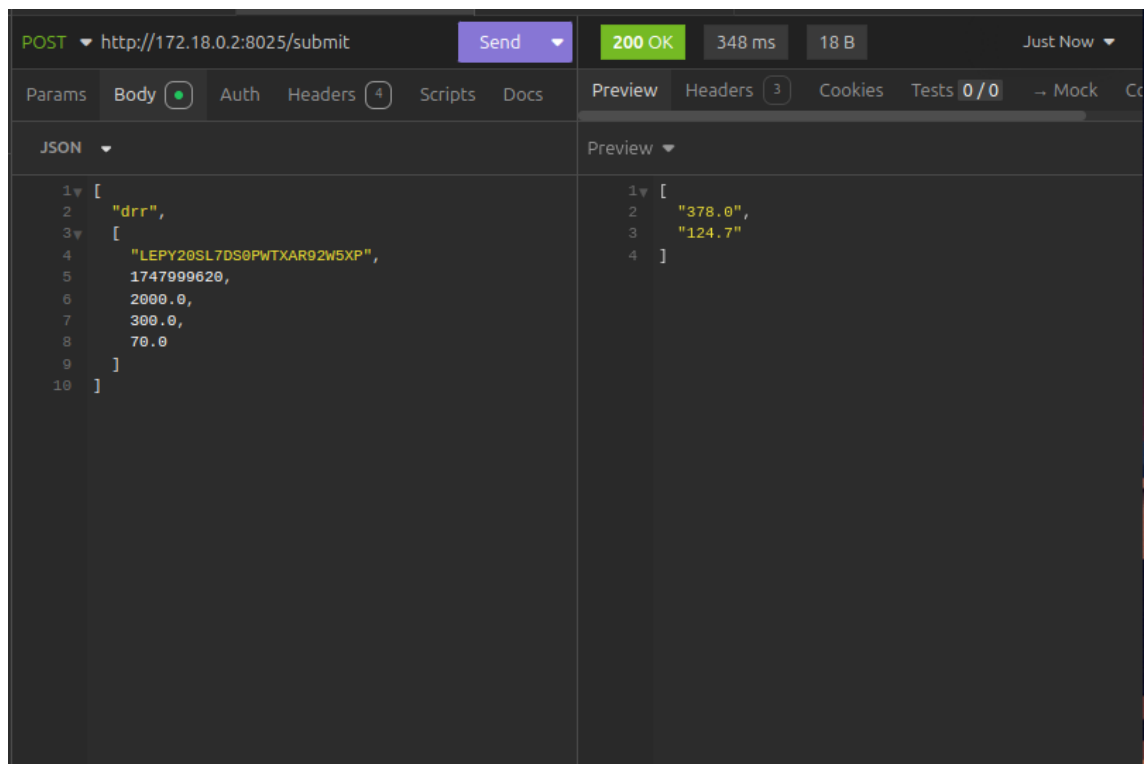 POST http://172.18.0.2:8025/submit Send
Params Body Auth Headers 4 Scripts Docs
JSON
1 [
2 "drr",
3 [
4 "LEPY20SL7DS0PWTXAR92W5XP",
5 1747999620,
6 2000.0,
7 300.0,
8 70.0
9 ]
10 ]
200 OK 348 ms 18 B Just Now
Preview Headers 3 Cookies Tests 0 / 0 → Mock
Preview
1 [
2 "378.0",
3 "124.7"
4 ]